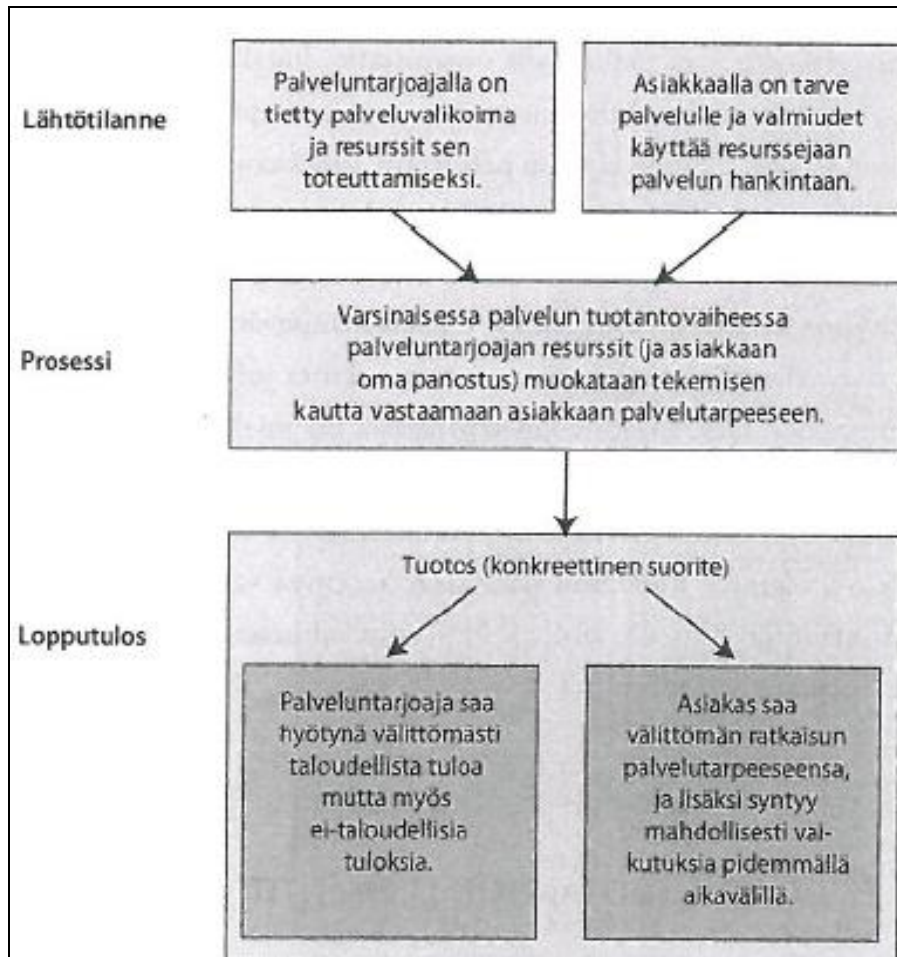 Lähtötilanne
Palveluntarjoajalla on
tietty palveluvalikoima
ja resurssit sen
toteuttamiseksi.
Asiakkaalla on tarve
palvelulle ja valmiudet
käyttää resurssejaan
palvelun hankintaan.
Prosessi
Varsinaisessa palvelun tuotantovaiheessa
palveluntarjoajan resurssit (ja asiakkaan
oma panostus) muokataan tekemisen
kautta vastaamaan asiakkaan palvelutarpeeseen.
Lopputulos
Tuotos (konkreettinen suorite)
Palveluntarjoaja saa
hyötynä välittömästi
taloudellista tuloa
mutta myös
ei-taloudellisia
tuloksia.
Asiakas saa
välittömän ratkaisun
palvelutarpeeseensa,
ja lisäksi syntyy
mahdollisesti vai-
kutuksia pidemmällä
aikavälillä.